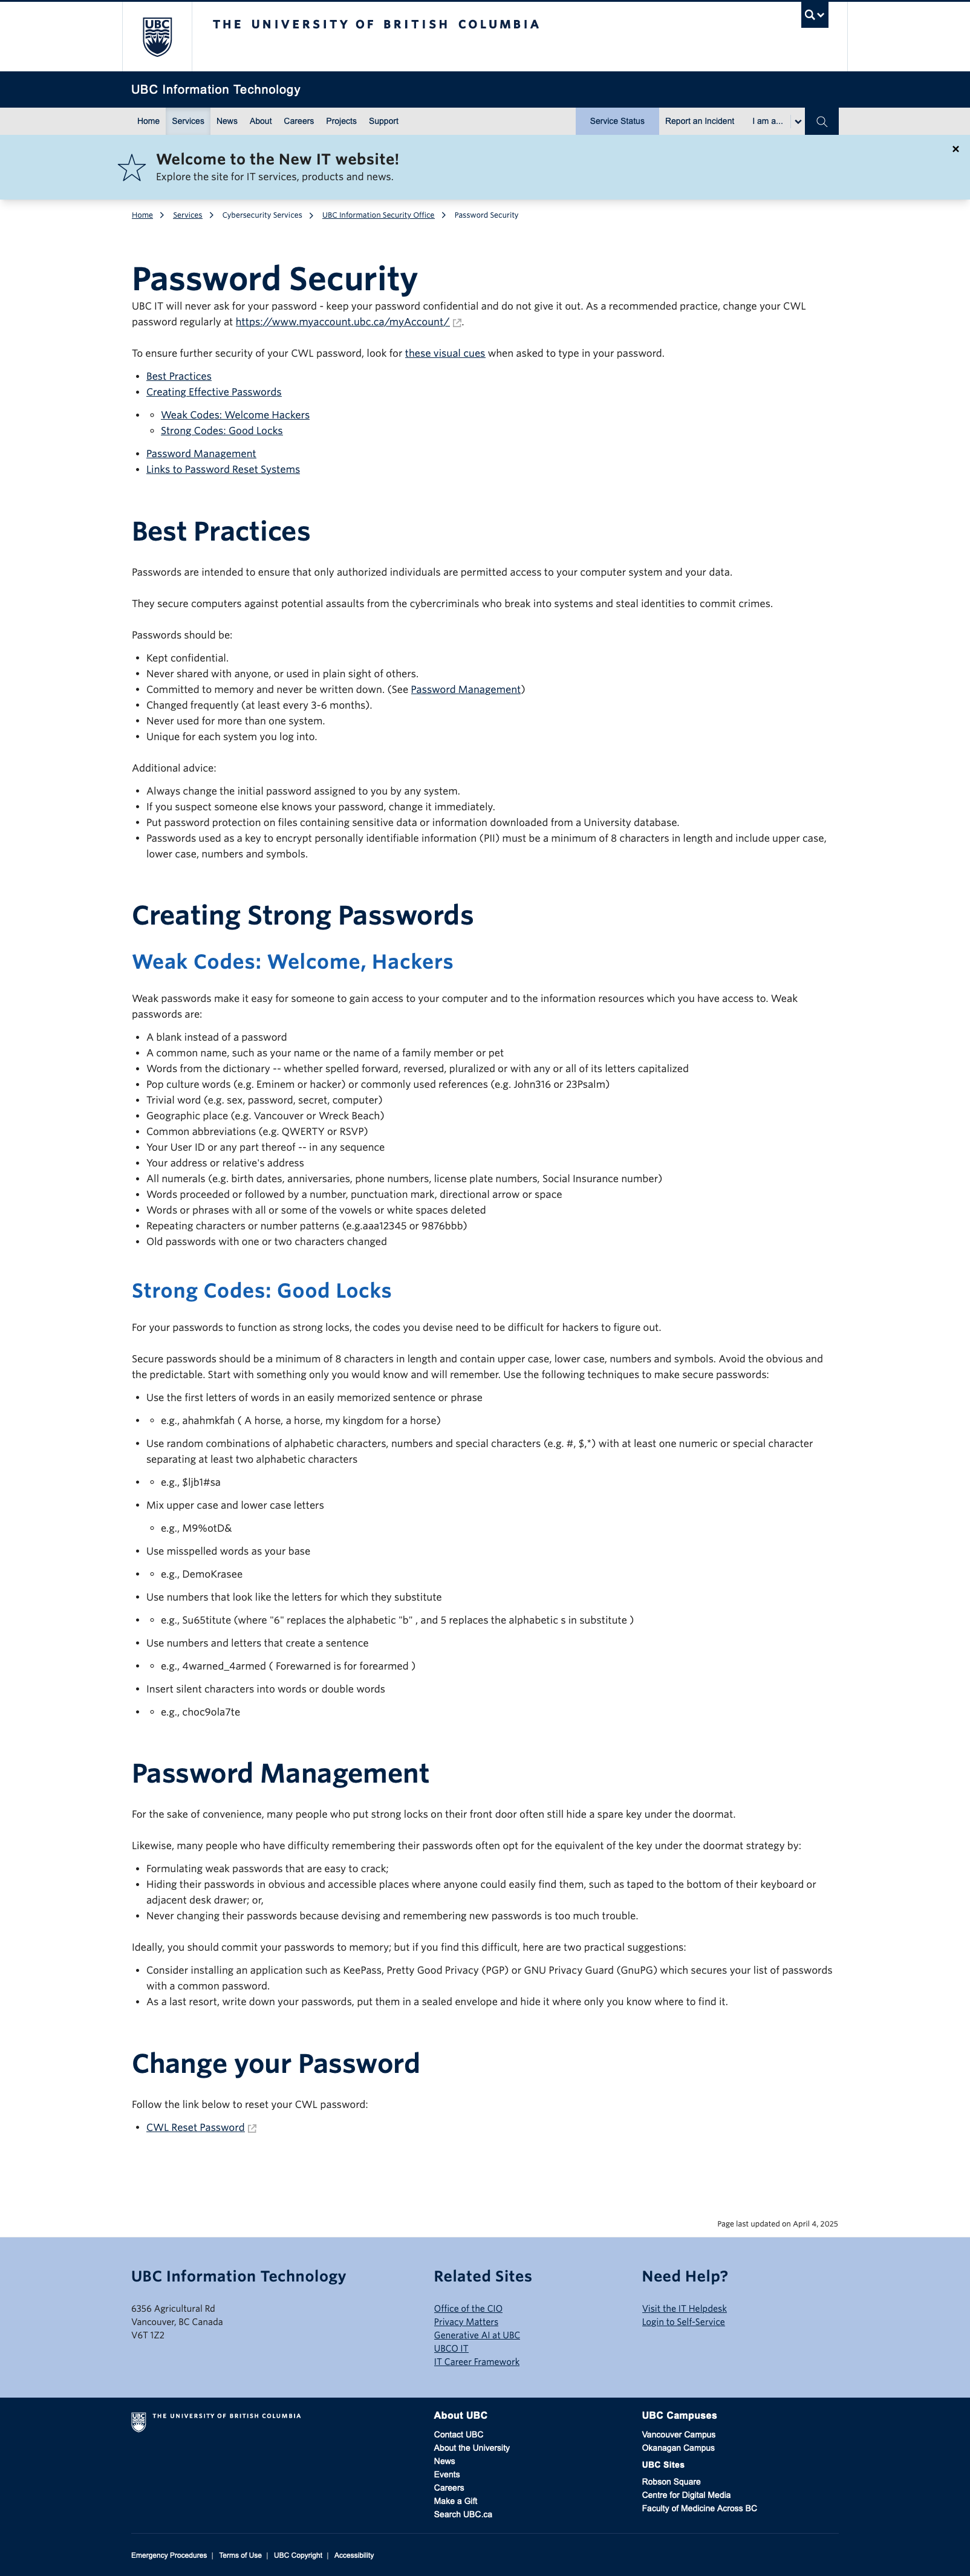 UBC
THE UNIVERSITY OF BRITISH COLUMBIA
UBC Information Technology
Home Services News About Careers Projects Support Service Status Report an Incident I am a...
Welcome to the New IT website!
Explore the site for IT services, products and news.
Home > Services > Cybersecurity Services > UBC Information Security Office > Password Security
Password Security
UBC IT will never ask for your password - keep your password confidential and do not give it out. As a recommended practice, change your CWL
password regularly at https://www.myaccount.ubc.ca/myAccount/ .
To ensure further security of your CWL password, look for these visual cues when asked to type in your password.
• Best Practices
• Creating Effective Passwords
• ◦ Weak Codes: Welcome Hackers
◦ Strong Codes: Good Locks
• Password Management
• Links to Password Reset Systems
Best Practices
Passwords are intended to ensure that only authorized individuals are permitted access to your computer system and your data.
They secure computers against potential assaults from the cybercriminals who break into systems and steal identities to commit crimes.
Passwords should be:
• Kept confidential.
• Never shared with anyone, or used in plain sight of others.
• Committed to memory and never be written down. (See Password Management)
• Changed frequently (at least every 3-6 months).
• Never used for more than one system.
• Unique for each system you log into.
Additional advice:
• Always change the initial password assigned to you by any system.
• If you suspect someone else knows your password, change it immediately.
• Put password protection on files containing sensitive data or information downloaded from a University database.
• Passwords used as a key to encrypt personally identifiable information (PII) must be a minimum of 8 characters in length and include upper case,
lower case, numbers and symbols.
Creating Strong Passwords
Weak Codes: Welcome, Hackers
Weak passwords make it easy for someone to gain access to your computer and to the information resources which you have access to. Weak
passwords are:
• A blank instead of a password
• A common name, such as your name or the name of a family member or pet
• Words from the dictionary -- whether spelled forward, reversed, pluralized or with any or all of its letters capitalized
• Pop culture words (e.g. Eminem or hacker) or commonly used references (e.g. John316 or 23Psalm)
• Trivial word (e.g. sex, password, secret, computer)
• Geographic place (e.g. Vancouver or Wreck Beach)
• Common abbreviations (e.g. QWERTY or RSVP)
• Your User ID or any part thereof -- in any sequence
• Your address or relative's address
• All numerals (e.g. birth dates, anniversaries, phone numbers, license plate numbers, Social Insurance number)
• Words proceeded or followed by a number, punctuation mark, directional arrow or space
• Words or phrases with all or some of the vowels or white spaces deleted
• Repeating characters or number patterns (e.g.aaa12345 or 9876bbb)
• Old passwords with one or two characters changed
Strong Codes: Good Locks
For your passwords to function as strong locks, the codes you devise need to be difficult for hackers to figure out.
Secure passwords should be a minimum of 8 characters in length and contain upper case, lower case, numbers and symbols. Avoid the obvious and
the predictable. Start with something only you would know and will remember. Use the following techniques to make secure passwords:
• Use the first letters of words in an easily memorized sentence or phrase
• ◦ e.g., ahahmkfah ( A horse, a horse, my kingdom for a horse)
• Use random combinations of alphabetic characters, numbers and special characters (e.g. #, $,*) with at least one numeric or special character
separating at least two alphabetic characters
• ◦ e.g., $ljb1#sa
• Mix upper case and lower case letters
◦ e.g., M9%otD&
• Use misspelled words as your base
• ◦ e.g., DemoKrasee
• Use numbers that look like the letters for which they substitute
• ◦ e.g., Su65titute (where "6" replaces the alphabetic "b" , and 5 replaces the alphabetic s in substitute )
• Use numbers and letters that create a sentence
• ◦ e.g., 4warned_4armed ( Forewarned is for forearmed )
• Insert silent characters into words or double words
• ◦ e.g., choc9ola7te
Password Management
For the sake of convenience, many people who put strong locks on their front door often still hide a spare key under the doormat.
Likewise, many people who have difficulty remembering their passwords often opt for the equivalent of the key under the doormat strategy by:
• Formulating weak passwords that are easy to crack;
• Hiding their passwords in obvious and accessible places where anyone could easily find them, such as taped to the bottom of their keyboard or
adjacent desk drawer; or,
• Never changing their passwords because devising and remembering new passwords is too much trouble.
Ideally, you should commit your passwords to memory; but if you find this difficult, here are two practical suggestions:
• Consider installing an application such as KeePass, Pretty Good Privacy (PGP) or GNU Privacy Guard (GnuPG) which secures your list of passwords
with a common password.
• As a last resort, write down your passwords, put them in a sealed envelope and hide it where only you know where to find it.
Change your Password
Follow the link below to reset your CWL password:
• CWL Reset Password
Page last updated on April 4, 2025
UBC Information Technology
6356 Agricultural Rd
Vancouver, BC Canada
V6T 1Z2
Related Sites
Office of the CIO
Privacy Matters
Generative AI at UBC
UBCO IT
IT Career Framework
Need Help?
Visit the IT Helpdesk
Login to Self-Service
UBC
THE UNIVERSITY OF BRITISH COLUMBIA
About UBC
Contact UBC
About the University
News
Events
Careers
Make a Gift
Search UBC.ca
UBC Campuses
Vancouver Campus
Okanagan Campus
UBC Sites
Robson Square
Centre for Digital Media
Faculty of Medicine Across BC
Emergency Procedures | Terms of Use | UBC Copyright | Accessibility